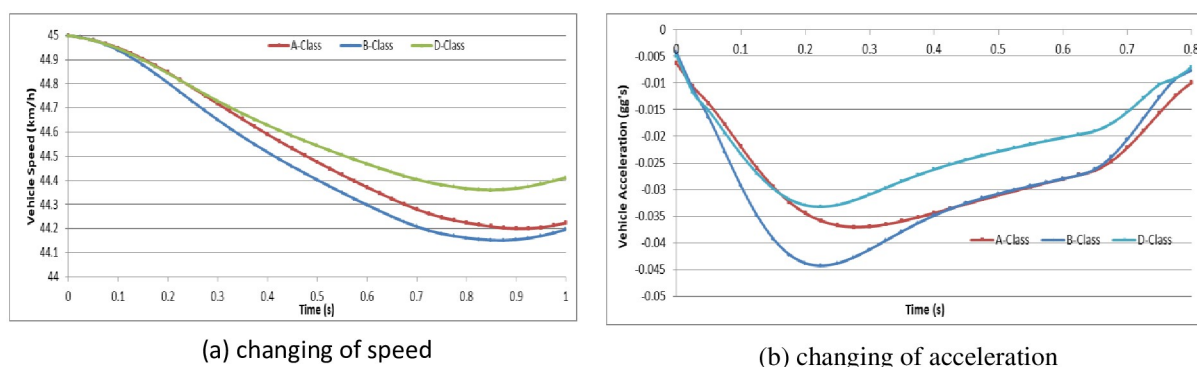 45
44.9
44.8
44.7
44.6
44.5
44.4
44.3
44.2
44.1
44
Vehicle Speed (km/h)
A-Class B-Class D-Class
0 0.1 0.2 0.3 0.4 0.5 0.6 0.7 0.8 0.9 1
Time (s)
(a) changing of speed
0
-0.005
-0.01
-0.015
-0.02
-0.025
-0.03
-0.035
-0.04
-0.045
-0.05
Vehicle Acceleration (gg's)
0 0.1 0.2 0.3 0.4 0.5 0.6 0.7 0.8
A-Class B-Class D-Class
Time (s)
(b) changing of acceleration